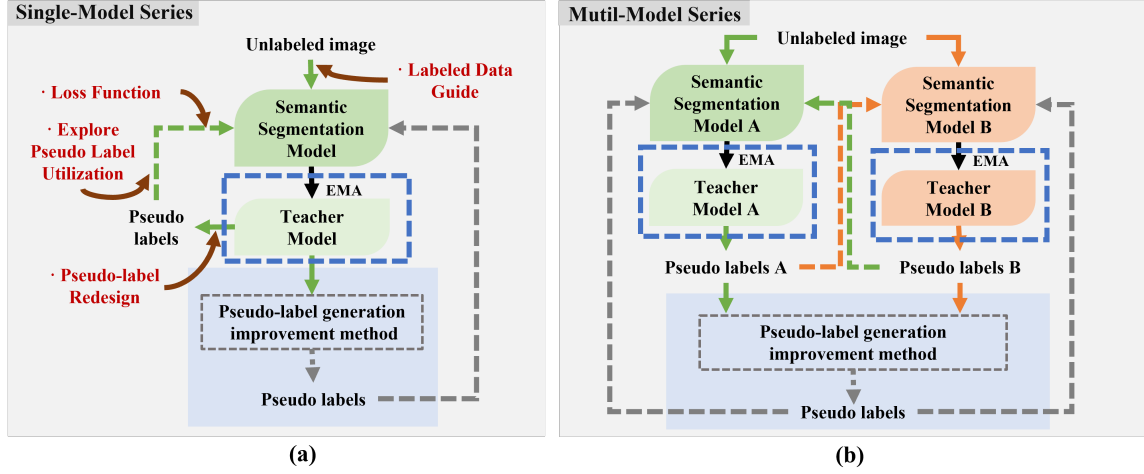 Single-Model Series
Unlabeled image
· Labeled Data
Guide
· Loss Function
· Explore
Pseudo Label
Utilization
Semantic
Segmentation
Model
EMA
Pseudo
labels
Teacher
Model
· Pseudo-label
Redesign
Pseudo-label generation
improvement method
Pseudo labels
(a)
Mutil-Model Series
Unlabeled image
Semantic
Segmentation
Model A
Semantic
Segmentation
Model B
EMA
EMA
Teacher
Model A
Teacher
Model B
Pseudo labels A
Pseudo labels B
Pseudo-label generation
improvement method
Pseudo labels
(b)